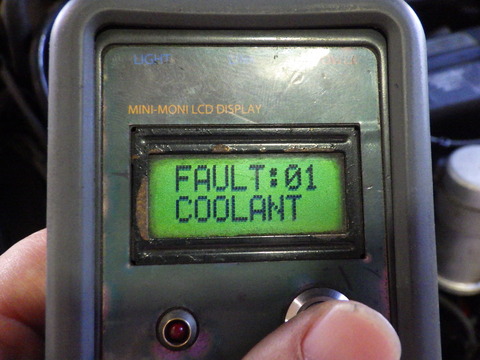 LIGHT
MINI-MONI LCD DISPLAY
FAULT:01
COOLANT